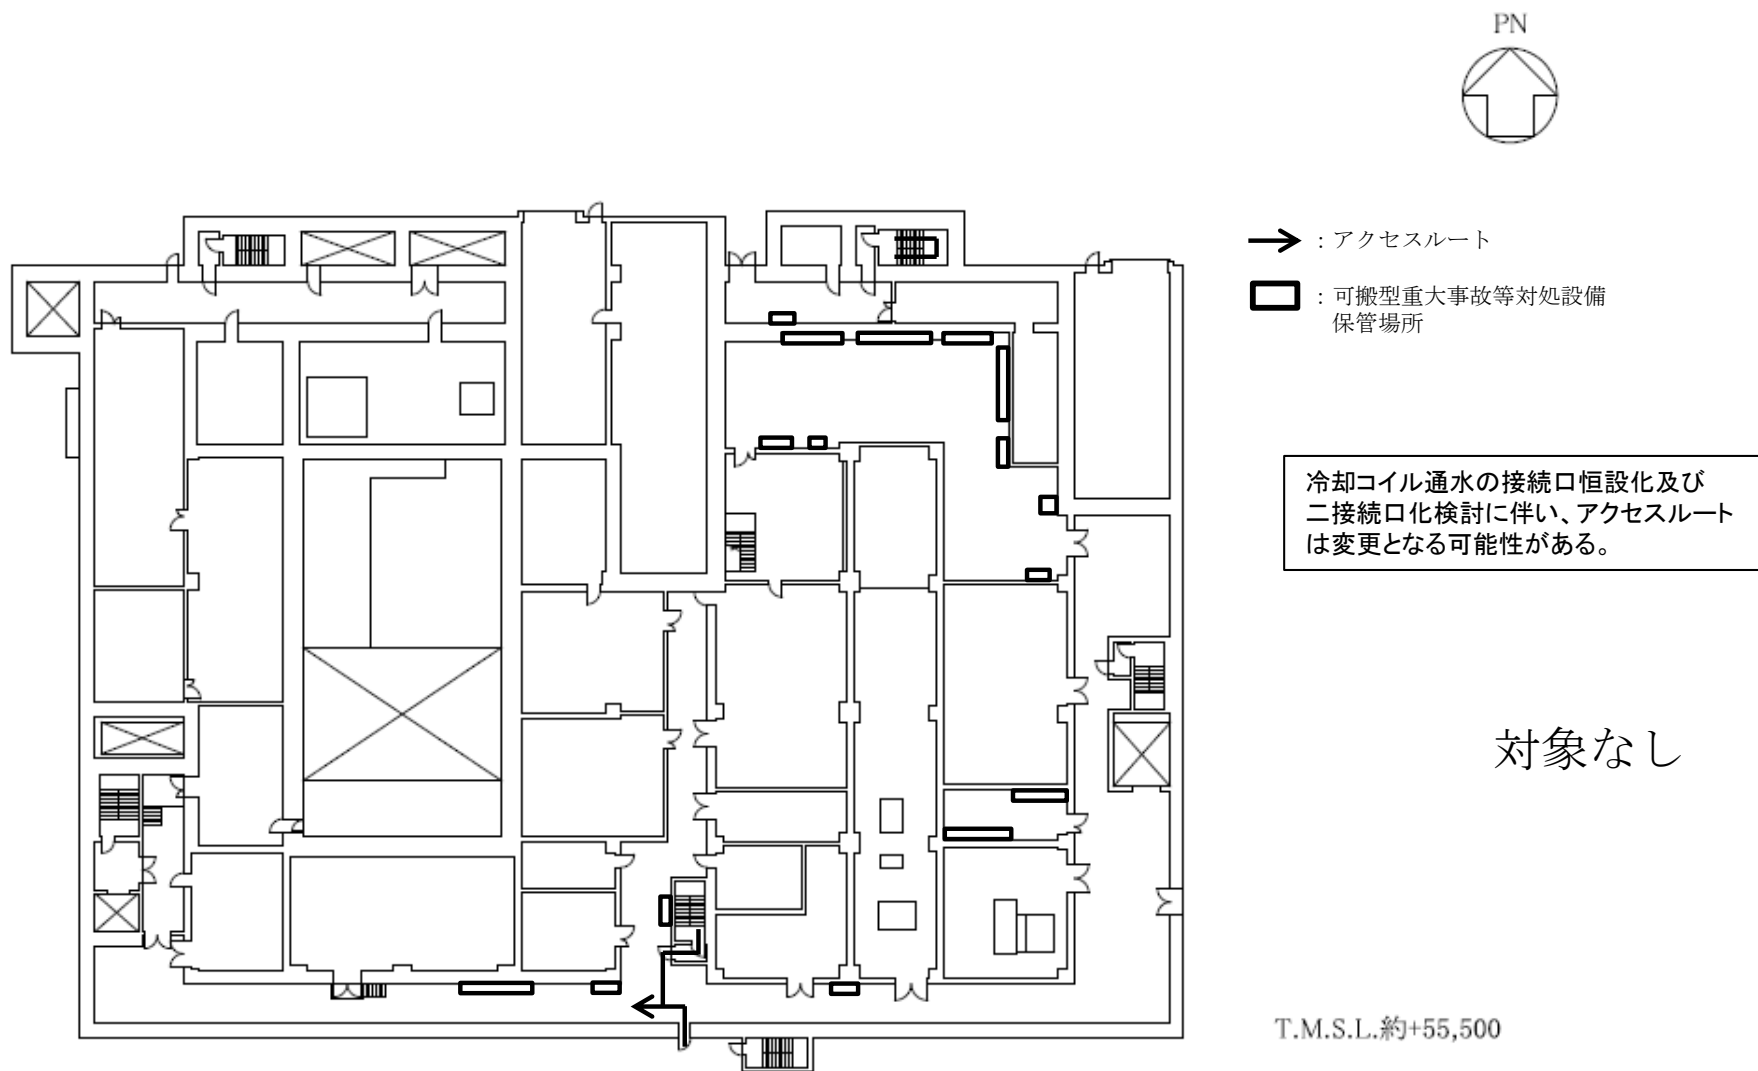 PN
：アクセスルート
：可搬型重大事故等対処設備
保管場所
冷却コイル通水の接続口恒設化及び
二接続口化検討に伴い、アクセスルート
は変更となる可能性がある。
対象なし
T.M.S.L.約+55,500